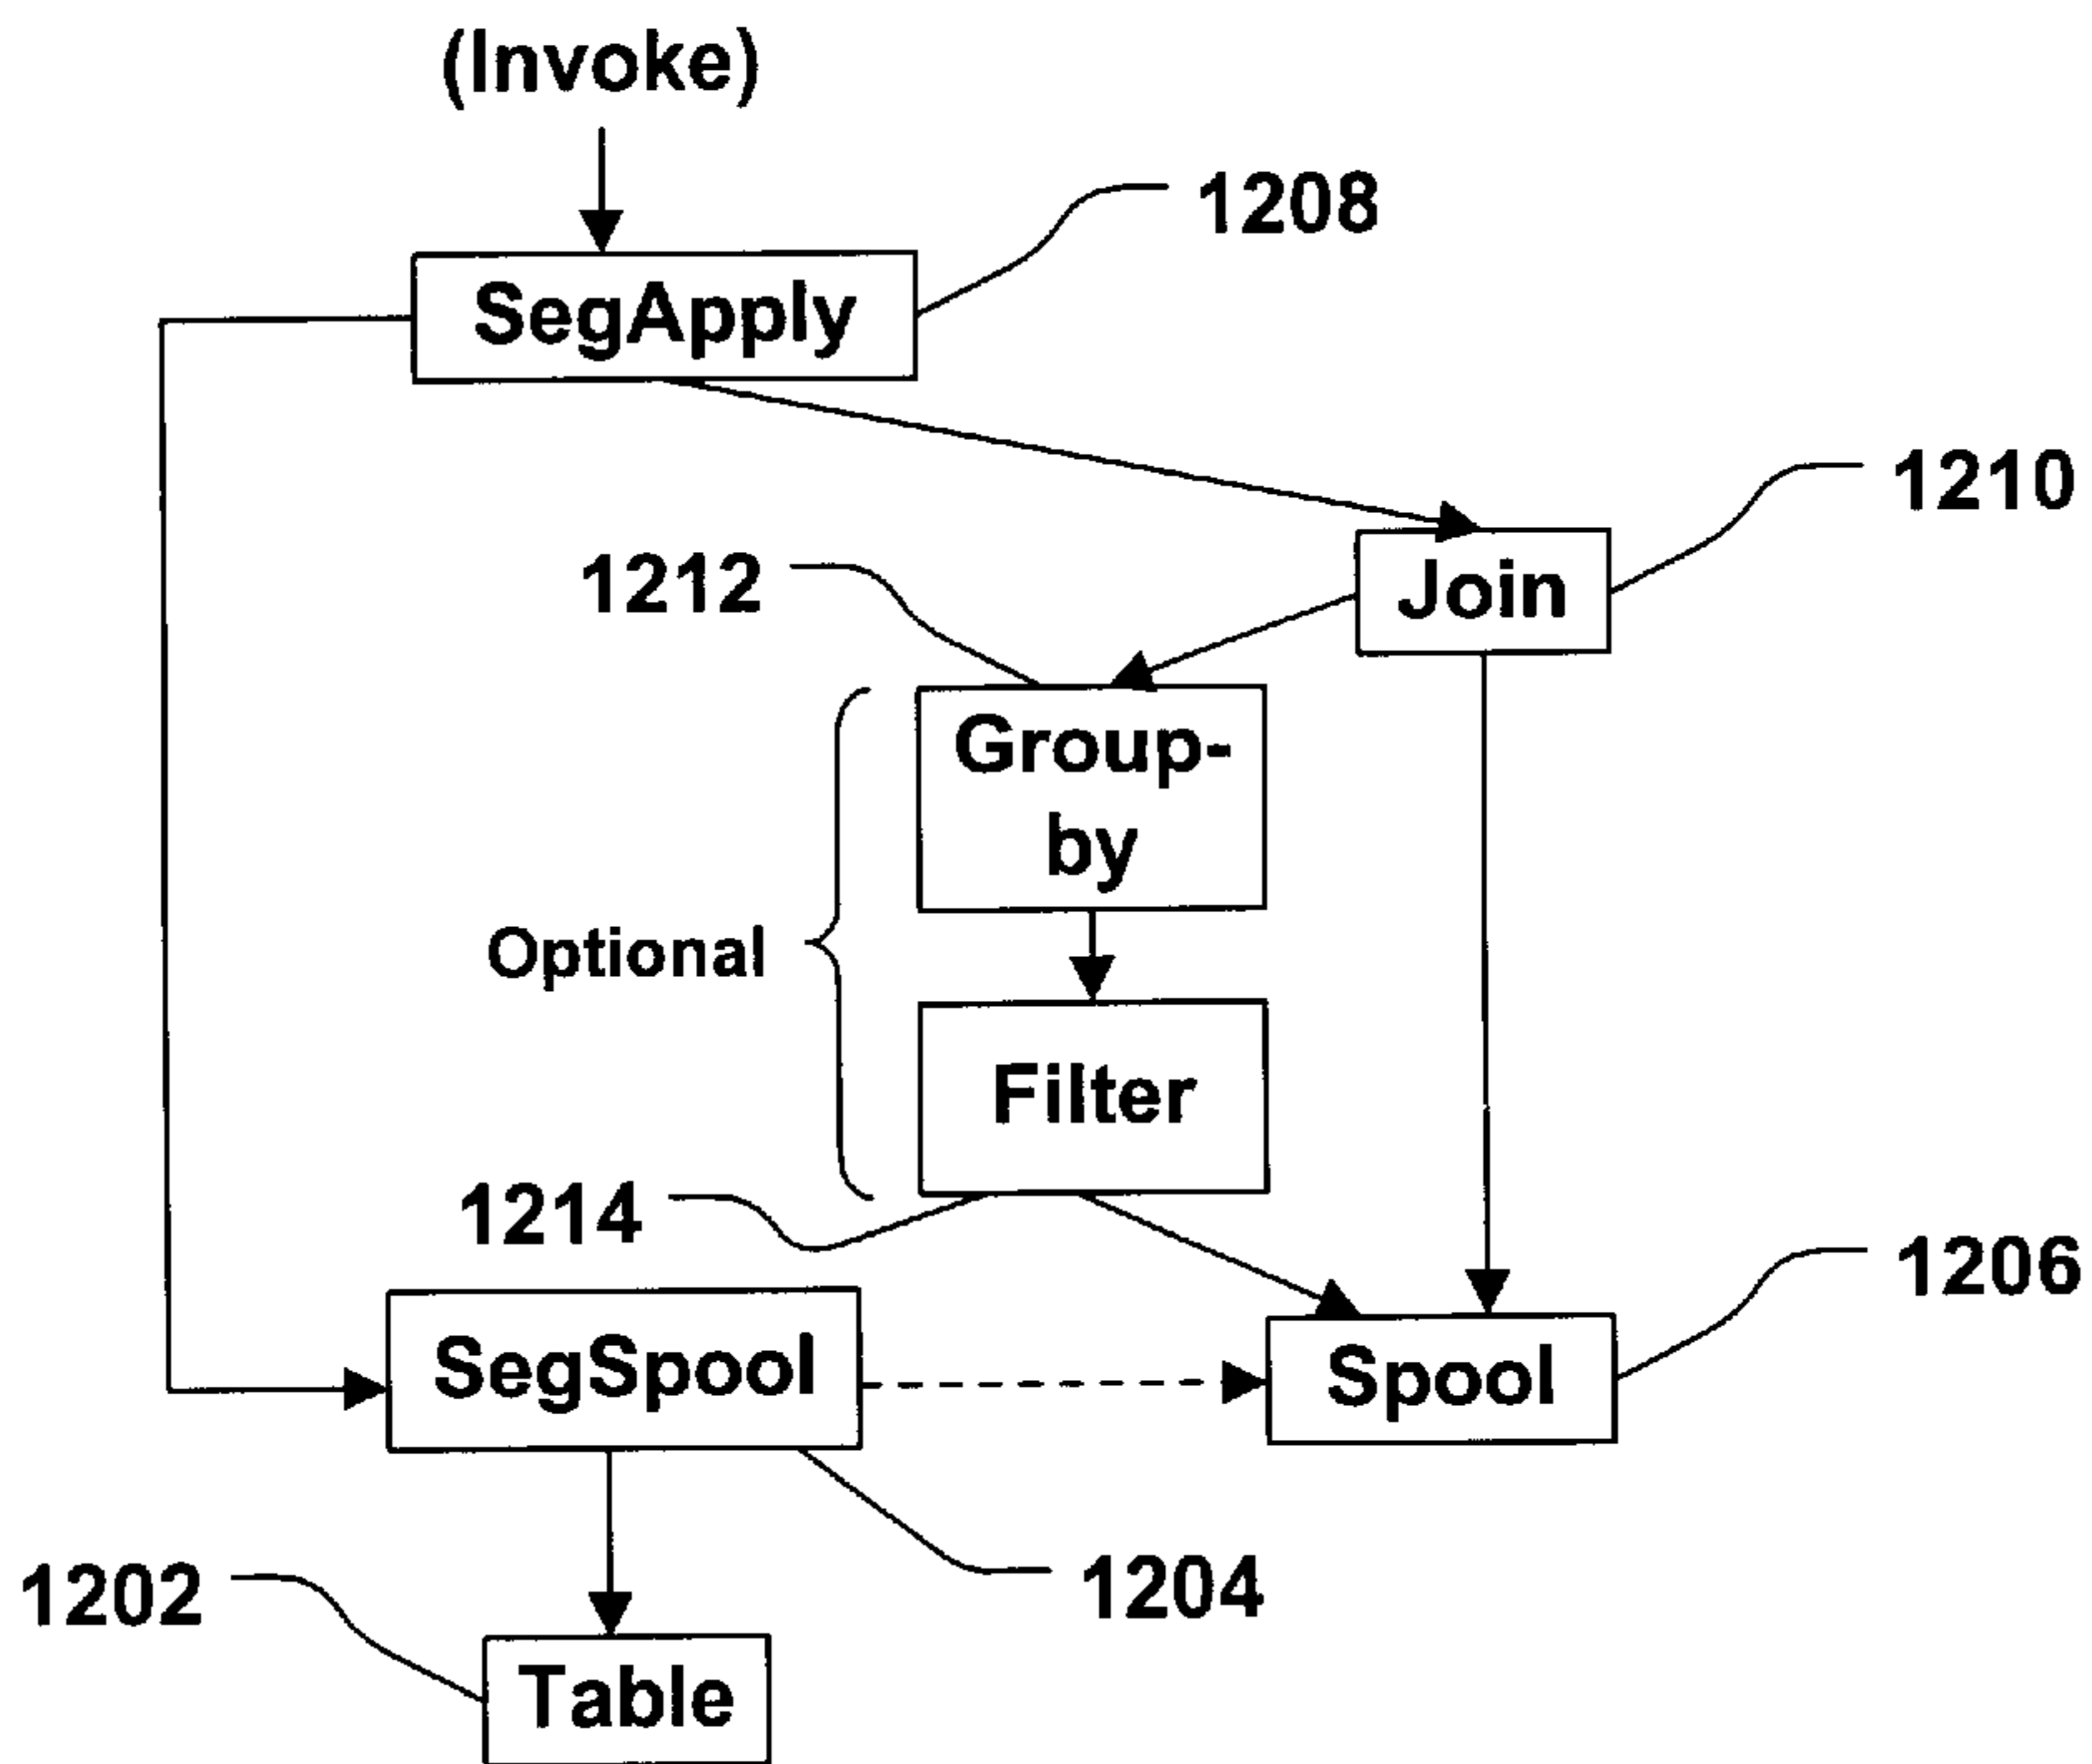 (Invoke)
1208
SegApply
1210
1212
Join
Group-
by
Optional
Filter
1214
1206
SegSpool
Spool
1202
1204
Table